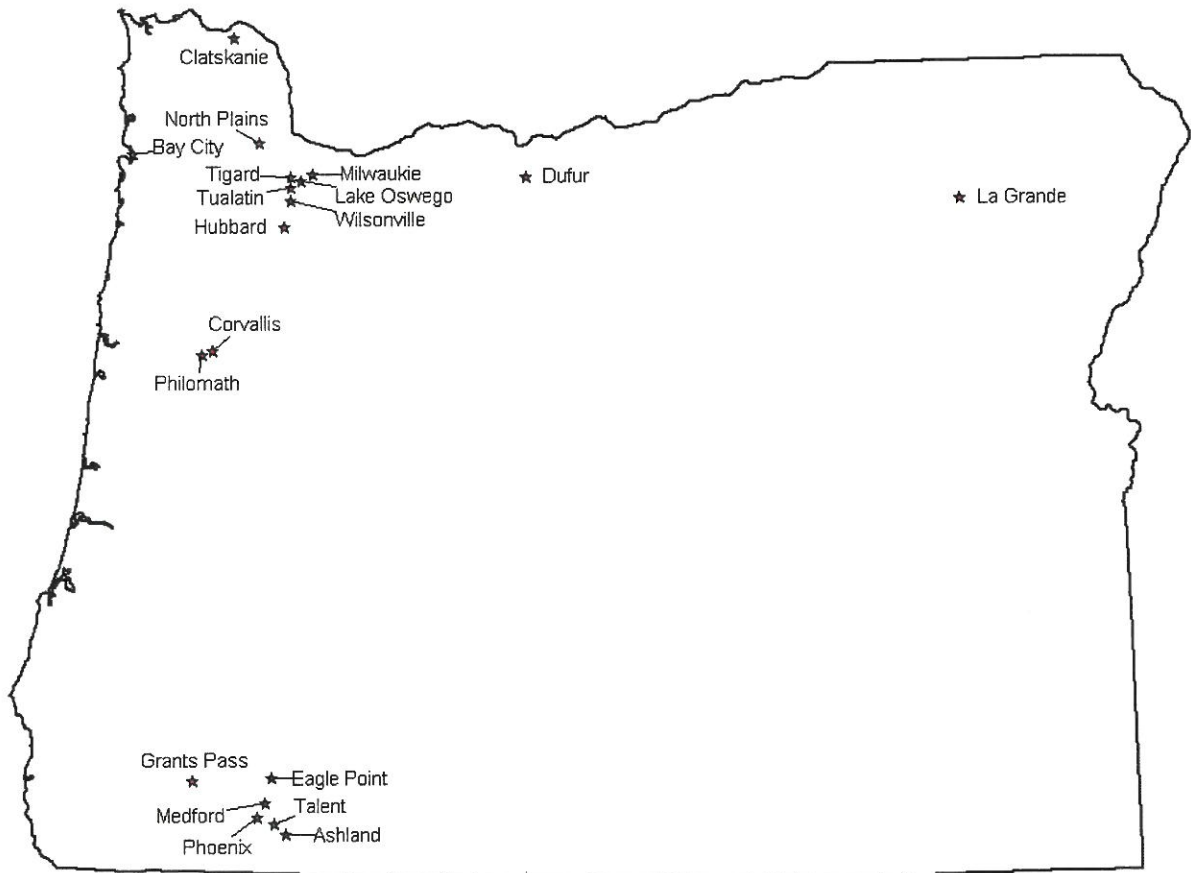 Clatskanie
North Plains
Bay City
Tigard
Milwaukie
Dufur
Tualatin
Lake Oswego
La Grande
Wilsonville
Hubbard
Corvallis
Philomath
Grants Pass
Eagle Point
Medford
Talent
Phoenix
Ashland